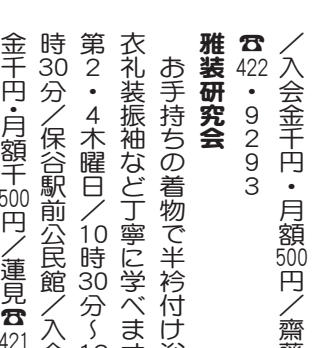 ／入会金千円・月額500円／齋
☎422・9293
雅装研究会
お手持ちの着物で半衿付け
衣礼装振袖など丁寧に学べま
第2・4木曜日／10時30分〜
時30分／保谷駅前公民館／入
金千円・月額千500円／蓮見☎421